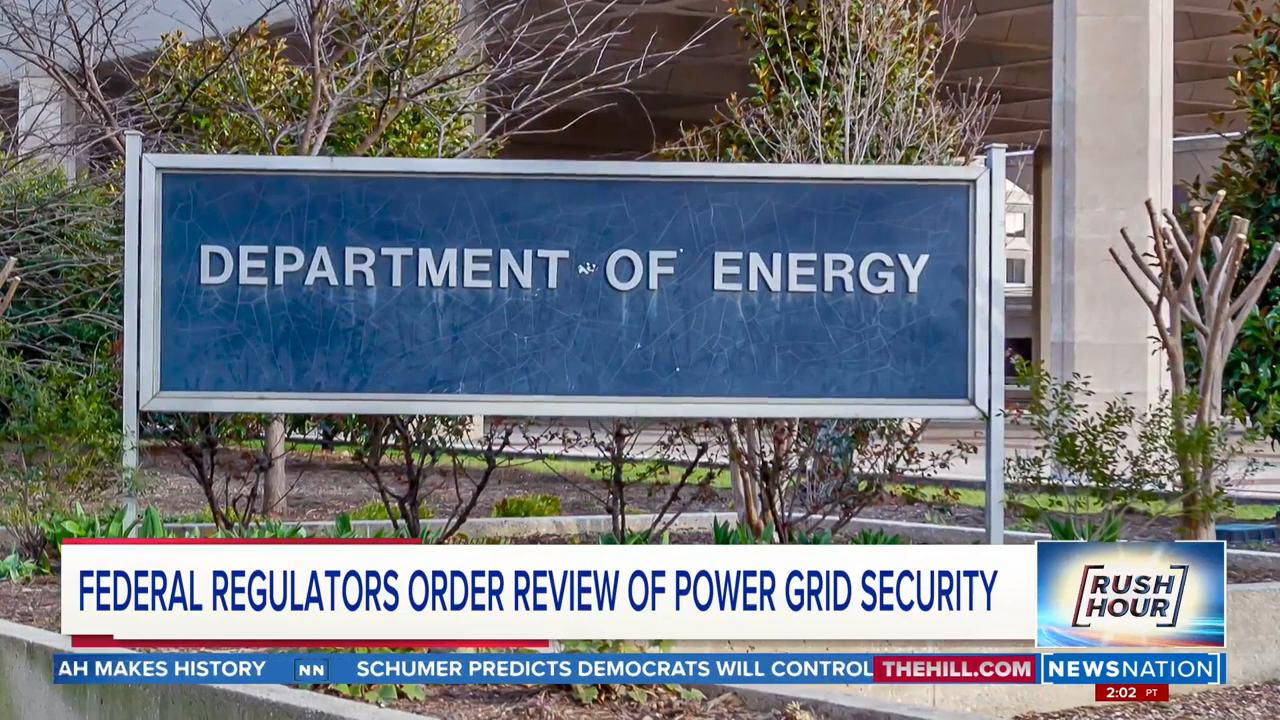 DEPARTMENT OF ENERGY
FEDERAL REGULATORS ORDER REVIEW OF POWER GRID SECURITY
RUSH
HOUR
AH MAKES HISTORY NN SCHUMER PREDICTS DEMOCRATS WILL CONTROL THEHILL.COM NEWSNATION
2:02 PT